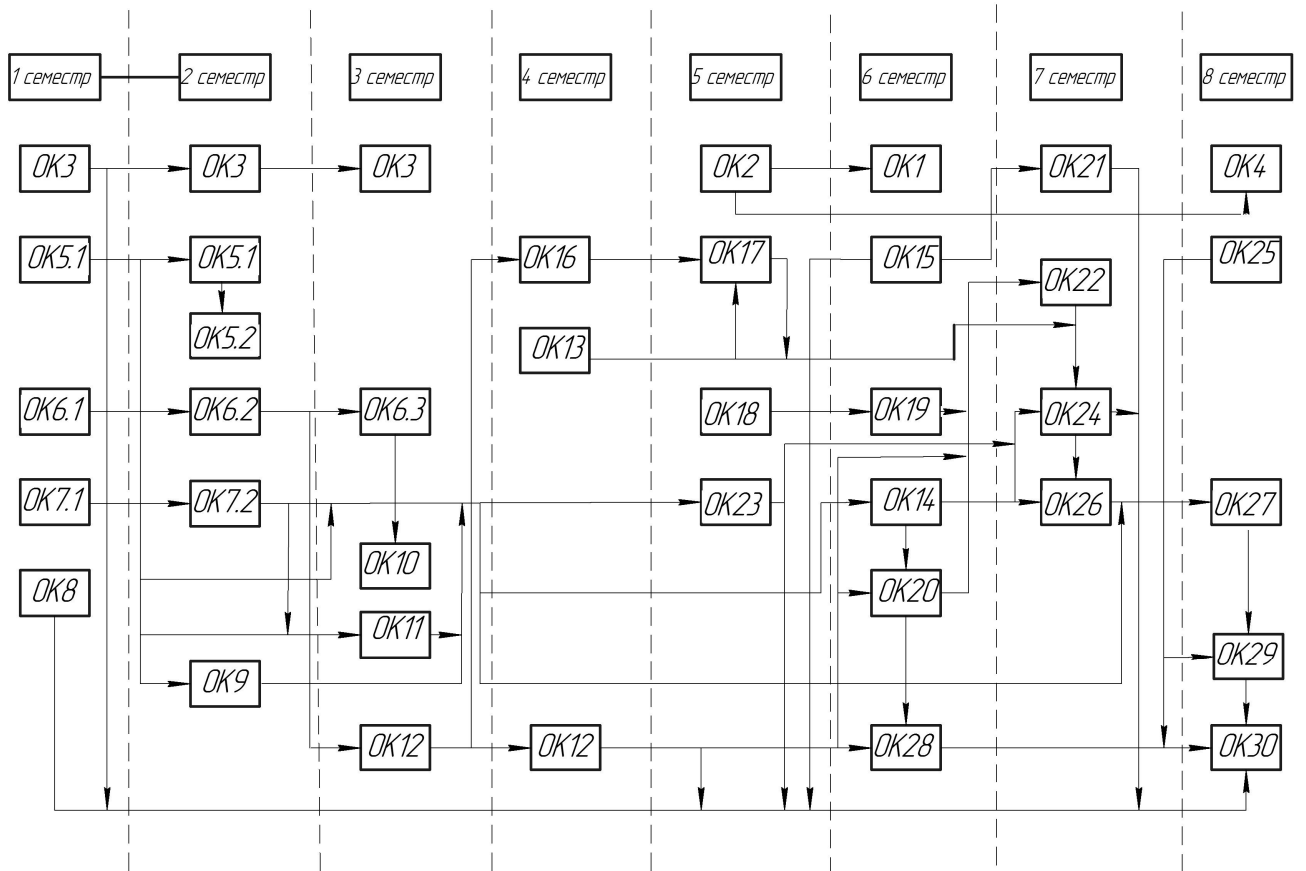 1 семестр
2 семестр
3 семестр
4 семестр
5 семестр
6 семестр
7 семестр
8 семестр
ОК3
ОК3
ОК3
ОК2
ОК1
ОК21
ОК4
ОК5.1
ОК5.1
ОК16
ОК17
ОК15
ОК22
ОК25
ОК5.2
ОК13
ОК6.1
ОК6.2
ОК6.3
ОК18
ОК19
ОК24
ОК7.1
ОК7.2
ОК23
ОК14
ОК26
ОК27
ОК10
ОК8
ОК20
ОК11
ОК29
ОК9
ОК12
ОК12
ОК28
ОК30